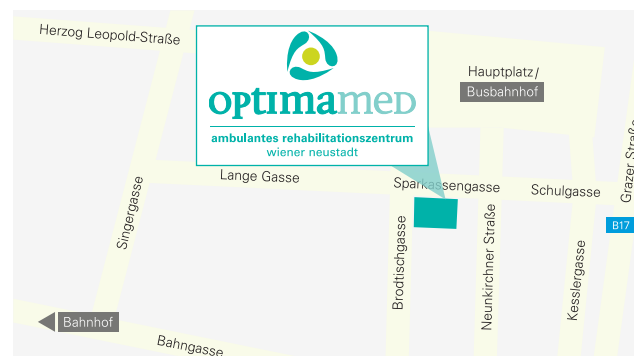 Herzog Leopold-Straße
OPTIMAMED
ambulantes rehabilitationszentrum
wiener neustadt
Hauptplatz/
Busbahnhof
Grazer Straße
Lange Gasse
Sparkassengasse
Schulgasse
Singergasse
Brodtischgasse
Neunkirchner Straße
Kesslergasse
B17
Bahnhof
Bahngasse